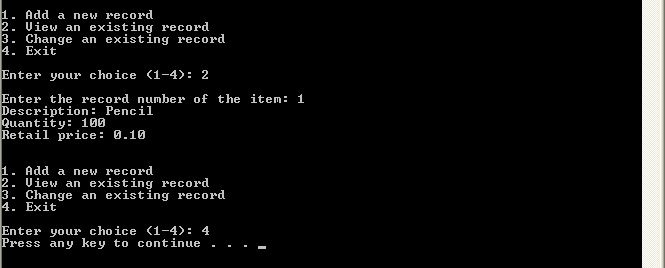 1. Add a new record
2. View an existing record
3. Change an existing record
4. Exit
Enter your choice (1-4): 2
Enter the record number of the item: 1
Description: Pencil
Quantity: 100
Retail price: 0.10
1. Add a new record
2. View an existing record
3. Change an existing record
4. Exit
Enter your choice (1-4): 4
Press any key to continue . . . _